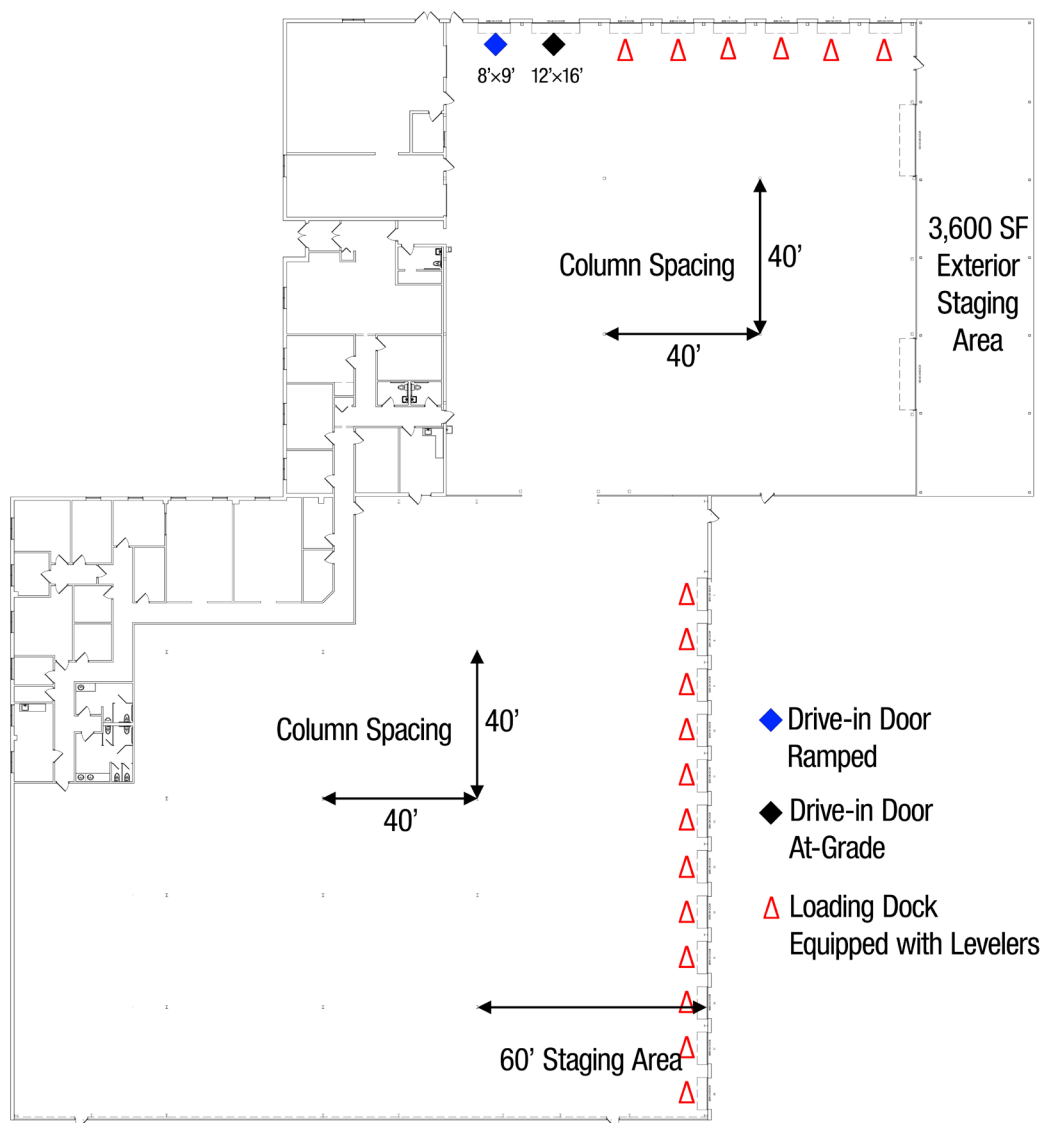 8’×9’
12’×16’
Column Spacing
40’
40’
3,600 SF
Exterior
Staging
Area
Column Spacing
40’
40’
Drive-in Door
Ramped
Drive-in Door
At-Grade
Loading Dock
Equipped with Levelers
60’ Staging Area